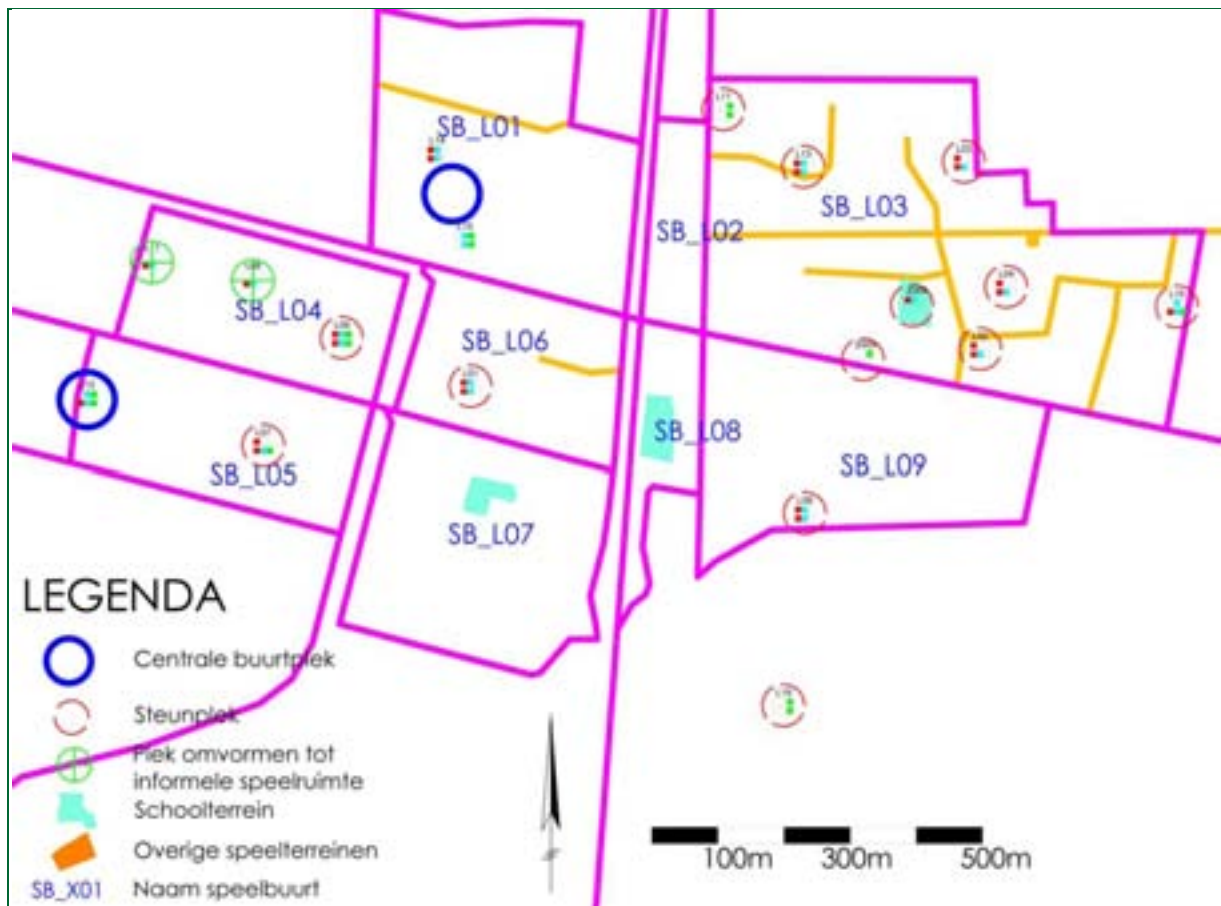 SB_L01
SB_L02
SB_L03
SB_L04
SB_L06
SB_L08
SB_L05
SB_L09
SB_L07
LEGENDA
Centrale buurtplek
Steunplek
Plek omvormen tot
informele speelruimte
Schoolterrein
Overige speelterreinen
SB_X01 Naam speelbuurt
100m 300m 500m